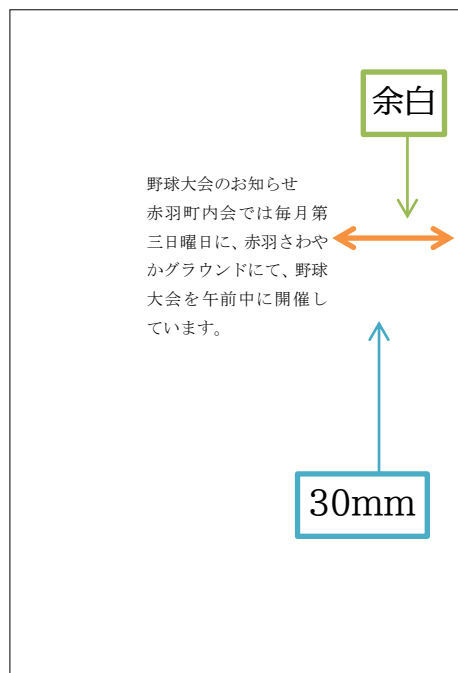 余白
野球大会のお知らせ
赤羽町内会では毎月第
三日曜日に、赤羽さわや
かグラウンドにて、野球
大会を午前中に開催し
ています。
30mm